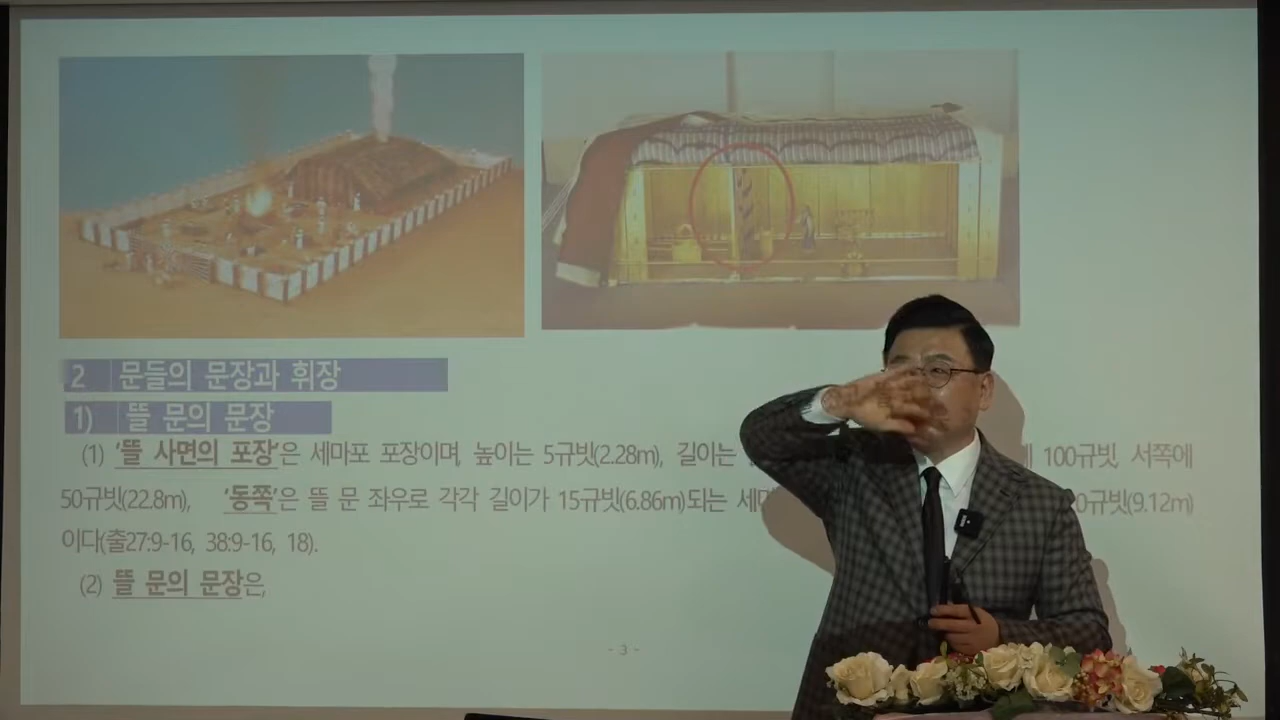 2 문들의 문장과 휘장
1) 뜰 문의 문장
(1) '뜰 사면의 포장'은 세마포 포장이며, 높이는 5규빗(2.28m), 길이는 100규빗, 서쪽에
50규빗(22.8m), '동쪽'은 뜰 문 좌우로 각각 길이가 15규빗(6.86m)되는 0규빗(9.12m)
이다(출27:9-16, 38:9-16, 18).
(2) 뜰 문의 문장은,
- 3 -